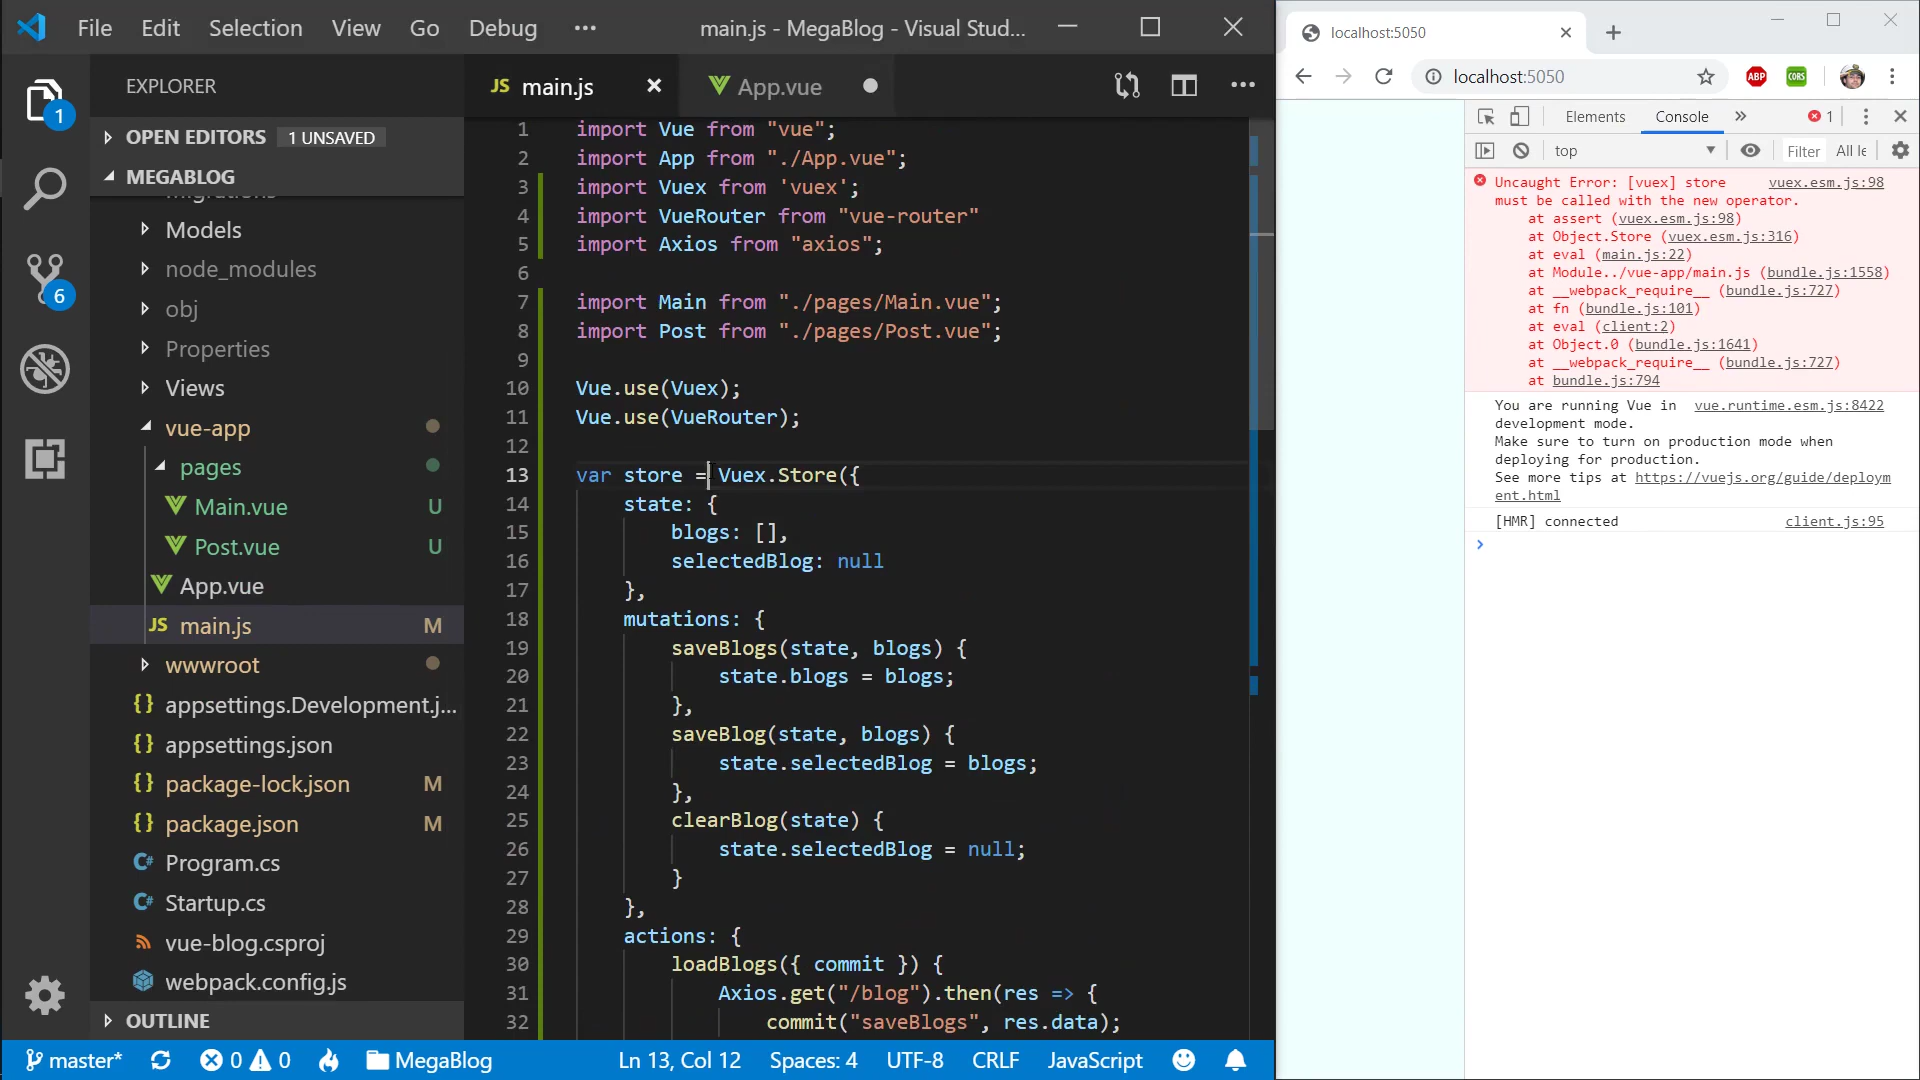 File Edit Selection View Go Debug ··· main.js - MegaBlog - Visual Stud...
EXPLORER
OPEN EDITORS 1 UNSAVED
MEGABLOG
Migrations
Models
node_modules
obj
Properties
Views
vue-app
pages
Main.vue U
Post.vue U
App.vue
JS main.js M
wwwroot
{} appsettings.Development.j...
{} appsettings.json
{} package-lock.json M
{} package.json M
C# Program.cs
C# Startup.cs
vue-blog.csproj
webpack.config.js
OUTLINE
1
6
JS main.js × App.vue ● ···
1 import Vue from "vue";
2 import App from "./App.vue";
3 import Vuex from 'vuex';
4 import VueRouter from "vue-router"
5 import Axios from "axios";
6
7 import Main from "./pages/Main.vue";
8 import Post from "./pages/Post.vue";
9
10 Vue.use(Vuex);
11 Vue.use(VueRouter);
12
13 var store = Vuex.Store({
14 state: {
15 blogs: [],
16 selectedBlog: null
17 },
18 mutations: {
19 saveBlogs(state, blogs) {
20 state.blogs = blogs;
21 },
22 saveBlog(state, blogs) {
23 state.selectedBlog = blogs;
24 },
25 clearBlog(state) {
26 state.selectedBlog = null;
27 }
28 },
29 actions: {
30 loadBlogs({ commit }) {
31 Axios.get("/blog").then(res => {
32 commit("saveBlogs", res.data);
master* 0 0 MegaBlog Ln 13, Col 12 Spaces: 4 UTF-8 CRLF JavaScript
localhost:5050
localhost:5050 ABP CORS
Elements Console » 1
top Filter All le
Uncaught Error: [vuex] store vuex.esm.js:98
must be called with the new operator.
at assert (vuex.esm.js:98)
at Object.Store (vuex.esm.js:316)
at eval (main.js:22)
at Module../vue-app/main.js (bundle.js:1558)
at __webpack_require__ (bundle.js:727)
at fn (bundle.js:101)
at eval (client:2)
at Object.0 (bundle.js:1641)
at __webpack_require__ (bundle.js:727)
at bundle.js:794
You are running Vue in vue.runtime.esm.js:8422
development mode.
Make sure to turn on production mode when
deploying for production.
See more tips at https://vuejs.org/guide/deploym
ent.html
[HMR] connected client.js:95